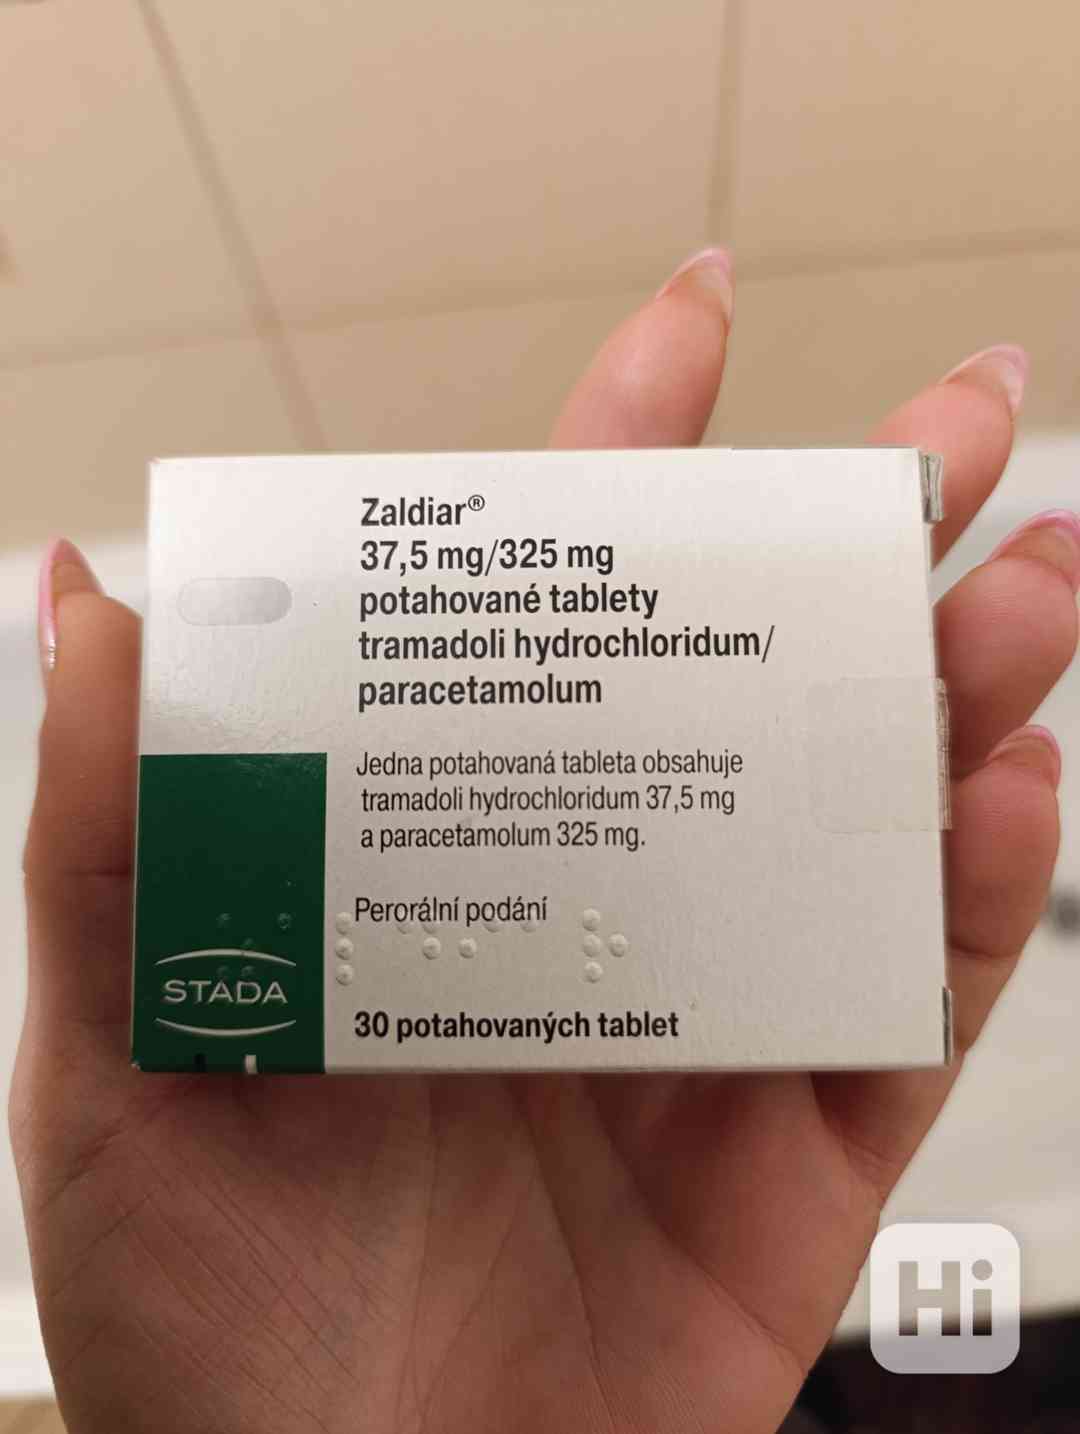 Zaldiar®
37,5 mg/325 mg
potahované tablety
tramadoli hydrochloridum/
paracetamolum
Jedna potahovaná tableta obsahuje
tramadoli hydrochloridum 37,5 mg
a paracetamolum 325 mg.
Perorální podání
STADA
30 potahovaných tablet
Hi